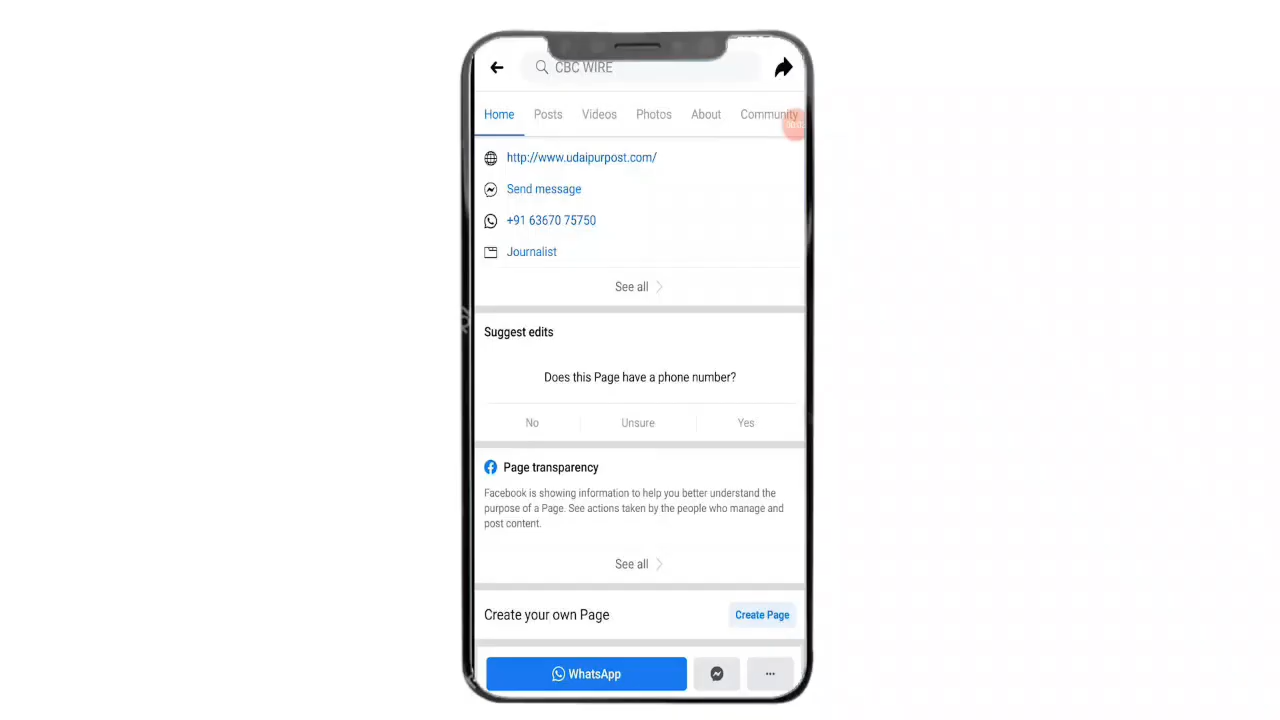 CBC WIRE
Home Posts Videos Photos About Community
http://www.udaipurpost.com/
Send message
+91 63670 75750
Journalist
See all
Suggest edits
Does this Page have a phone number?
No Unsure Yes
Page transparency
Facebook is showing information to help you better understand the
purpose of a Page. See actions taken by the people who manage and
post content.
See all
Create your own Page Create Page
WhatsApp